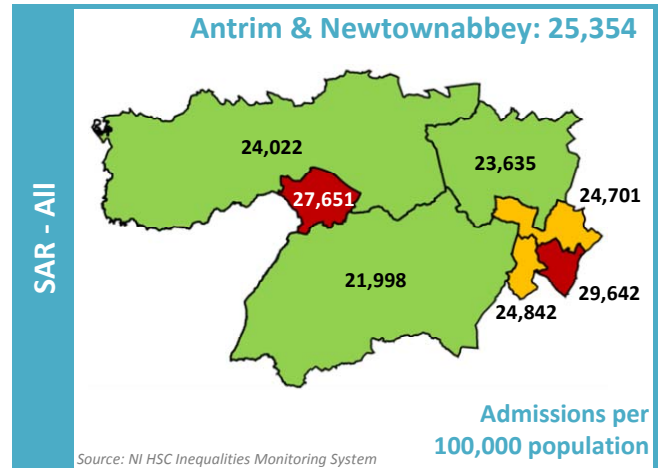 Antrim & Newtownabbey: 25,354
SAR - All
24,022
23,635
27,651
24,701
21,998
29,642
24,842
Admissions per
100,000 population
Source: NI HSC Inequalities Monitoring System